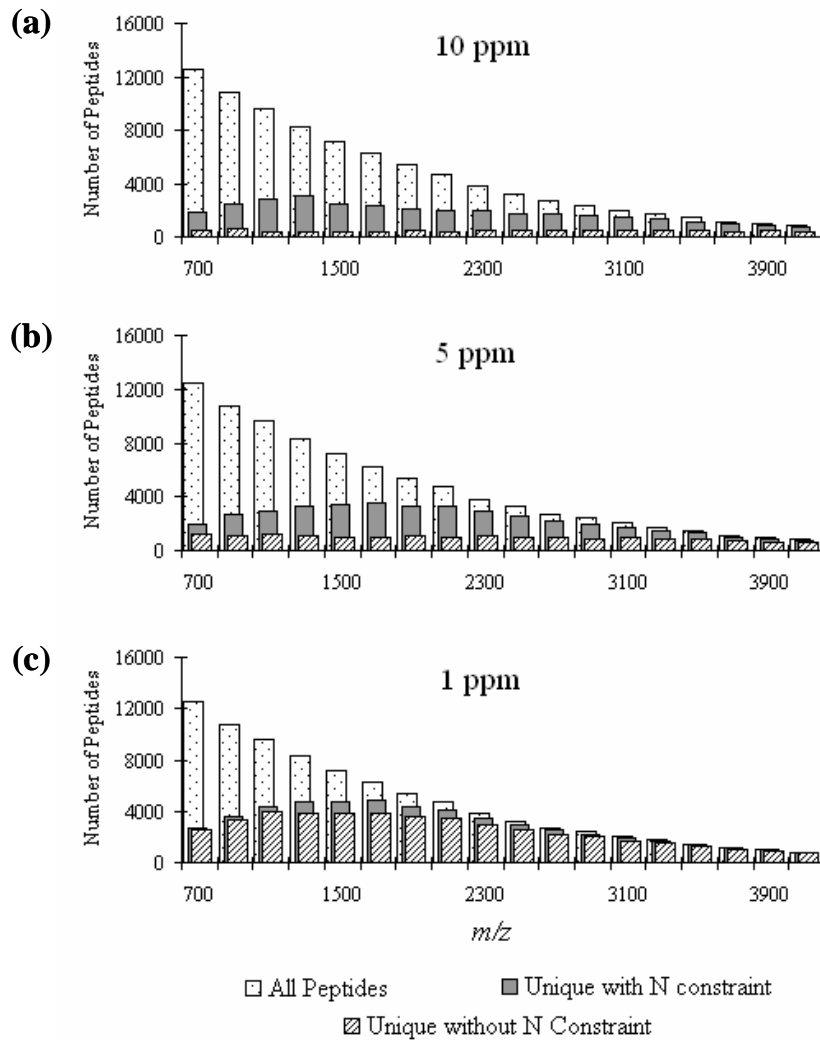 (a)
10 ppm
Number of Peptides
16000
12000
8000
4000
0
700 1500 2300 3100 3900
(b)
5 ppm
Number of Peptides
16000
12000
8000
4000
0
700 1500 2300 3100 3900
(c)
1 ppm
Number of Peptides
16000
12000
8000
4000
0
700 1500 2300 3100 3900
m/z
All Peptides Unique with N constraint
Unique without N Constraint